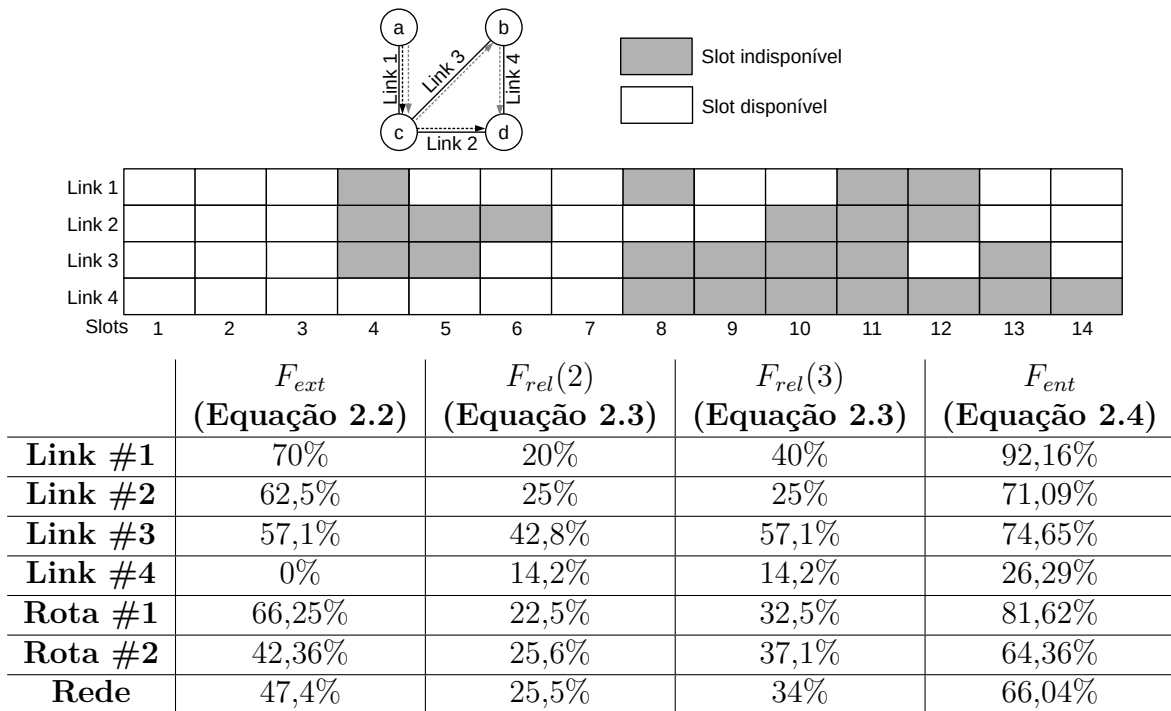 a
b
Link 1
Link 3
Link 4
c
d
Link 2
Slot indisponível
Slot disponível
Link 1
Link 2
Link 3
Link 4
Slots 1 2 3 4 5 6 7 8 9 10 11 12 13 14
F_ext F_rel(2) F_rel(3) F_ent
(Equação 2.2) (Equação 2.3) (Equação 2.3) (Equação 2.4)
Link #1 70% 20% 40% 92,16%
Link #2 62,5% 25% 25% 71,09%
Link #3 57,1% 42,8% 57,1% 74,65%
Link #4 0% 14,2% 14,2% 26,29%
Rota #1 66,25% 22,5% 32,5% 81,62%
Rota #2 42,36% 25,6% 37,1% 64,36%
Rede 47,4% 25,5% 34% 66,04%